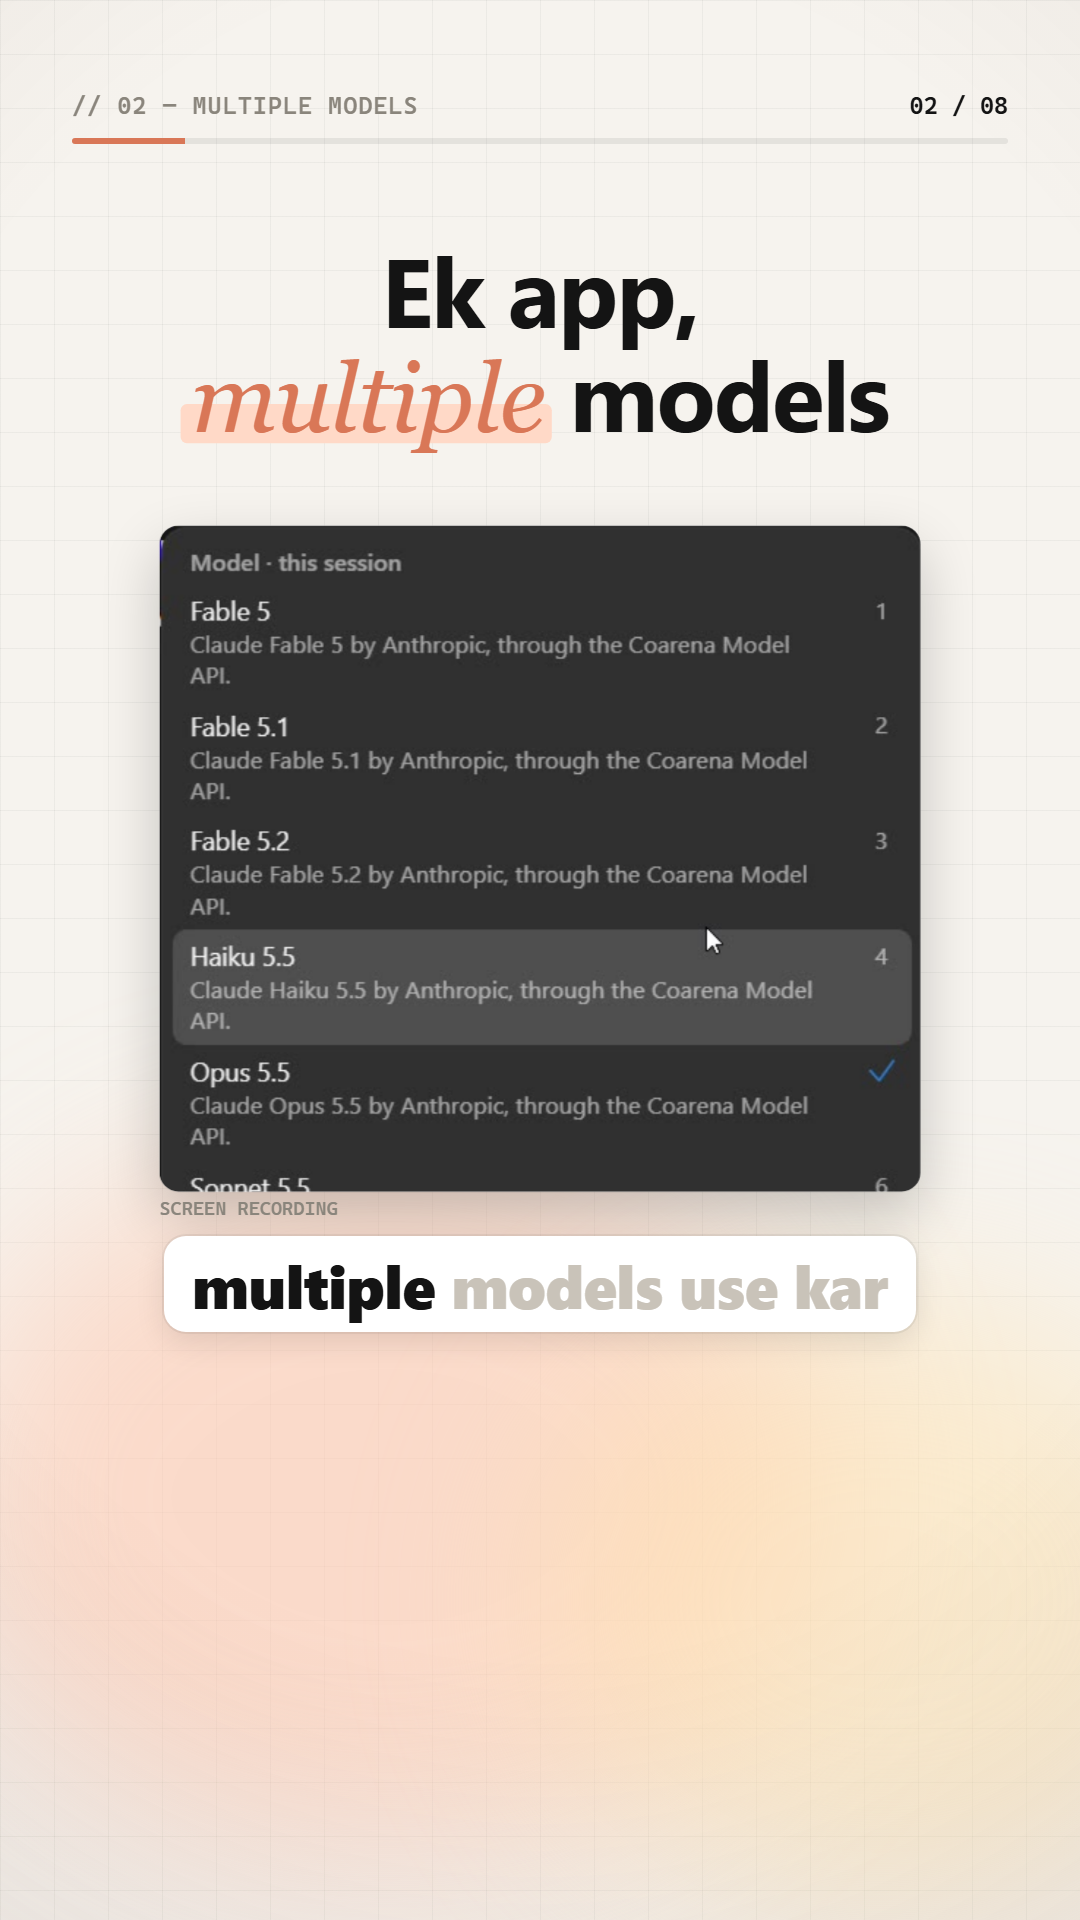 // 02 – MULTIPLE MODELS
02 / 08
Ek app,
multiple models
Model · this session
Fable 5 1
Claude Fable 5 by Anthropic, through the Coarena Model
API.
Fable 5.1 2
Claude Fable 5.1 by Anthropic, through the Coarena Model
API.
Fable 5.2 3
Claude Fable 5.2 by Anthropic, through the Coarena Model
API.
Haiku 5.5 4
Claude Haiku 5.5 by Anthropic, through the Coarena Model
API.
Opus 5.5
Claude Opus 5.5 by Anthropic, through the Coarena Model
API.
Sonnet 5.5 6
SCREEN RECORDING
multiple models use kar